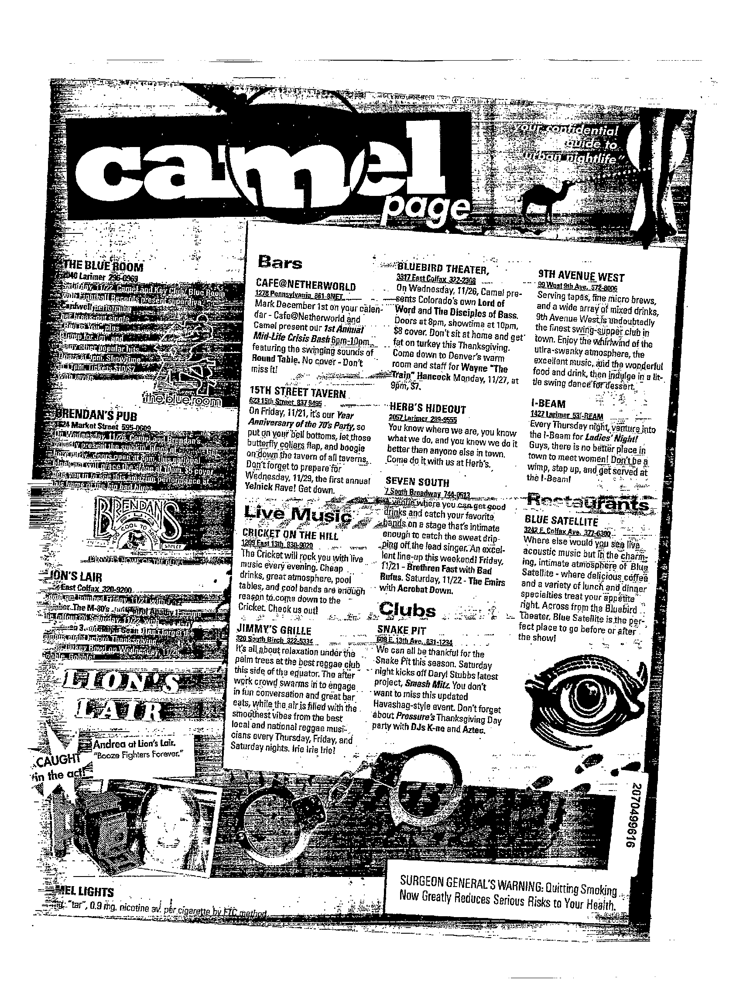 camel
page
"your confidential
guide to
urban nightlife"
THE BLUE ROOM
2040 Larimer 296-0969
the blue room
BRENDAN'S PUB
1624 Market Street 595-0609
BRENDAN'S
ION'S LAIR
East Colfax 320-9200
LION'S
LAIR
CAUGHT
in the act!
Andrea at Lion's Lair.
"Booze Fighters Forever."
Bars
CAFE@NETHERWORLD
1278 Pennsylvania 861-8NET
Mark December 1st on your calen-
dar - Cafe@Netherworld and
Camel present our 1st Annual
Mid-Life Crisis Bash 6pm-10pm,
featuring the swinging sounds of
Round Table. No cover - Don't
miss it!
15TH STREET TAVERN
623 15th Street 837 5495
On Friday, 11/21, it's our Year
Anniversary of the 70's Party, so
put on your bell bottoms, let those
butterfly collars flap, and boogie
on down the tavern of all taverns.
Don't forget to prepare for
Wednesday, 11/29, the first annual
Yelnick Rave! Get down.
Live Music
CRICKET ON THE HILL
1209 East 13th 830-9020
The Cricket will rock you with live
music every evening. Cheap
drinks, great atmosphere, pool
tables, and cool bands are enough
reason to come down to the
Cricket. Check us out!
JIMMY'S GRILLE
320 South Birch 322-5334
It's all about relaxation under the
palm trees at the best reggae club
this side of the equator. The after
work crowd swarms in to engage
in fun conversation and great bar
eats, while the air is filled with the
smoothest vibes from the best
local and national reggae musi-
cians every Thursday, Friday, and
Saturday nights. Irie Irie Irie!
BLUEBIRD THEATER,
3317 East Colfax 322-2308
On Wednesday, 11/26, Camel pre-
sents Colorado's own Lord of
Word and The Disciples of Bass.
Doors at 8pm, showtime at 10pm,
$8 cover. Don't sit at home and get
fat on turkey this Thanksgiving.
Come down to Denver's warm
room and staff for Wayne "The
Train" Hancock Monday, 11/27, at
9pm, $7.
HERB'S HIDEOUT
2057 Larimer 299-9555
You know where we are, you know
what we do, and you know we do it
better than anyone else in town.
Come do it with us at Herb's.
SEVEN SOUTH
7 South Broadway 744-0513
where you can get good
drinks and catch your favorite
bands on a stage that's intimate
enough to catch the sweat drip-
ping off the lead singer. An excel-
lent line-up this weekend! Friday,
11/21 - Brethren Fast with Bad
Rufus. Saturday, 11/22 - The Emirs
with Acrobat Down.
Clubs
SNAKE PIT
608 E. 13th Ave. 831-1234
We can all be thankful for the
Snake Pit this season. Saturday
night kicks off Daryl Stubbs latest
project, Smash Mitz. You don't
want to miss this updated
Havashag-style event. Don't forget
about Pressure's Thanksgiving Day
party with DJs K-ne and Aztec.
9TH AVENUE WEST
99 West 9th Ave. 572-8006
Serving tapas, fine micro brews,
and a wide array of mixed drinks,
9th Avenue West is undoubtedly
the finest swing-supper club in
town. Enjoy the whirlwind of the
ultra-swanky atmosphere, the
excellent music, and the wonderful
food and drink, then indulge in a lit-
tle swing dance for dessert.
I-BEAM
1427 Larimer 53!-REAM
Every Thursday night, venture into
the I-Beam for Ladies' Night!
Guys, there is no better place in
town to meet women! Don't be a
wimp, step up, and get served at
the I-Beam!
Restaurants
BLUE SATELLITE
3242 E. Colfax Ave. 377-6300
Where else would you see live
acoustic music but in the charm-
ing, intimate atmosphere of Blue
Satellite - where delicious coffee
and a variety of lunch and dinner
specialties treat your appetite
right. Across from the Bluebird
Theater, Blue Satellite is the per-
fect place to go before or after
the show!
2070499616
MEL LIGHTS
"tar", 0.9 mg. nicotine av. per cigarette by FTC method
SURGEON GENERAL'S WARNING: Quitting Smoking
Now Greatly Reduces Serious Risks to Your Health.